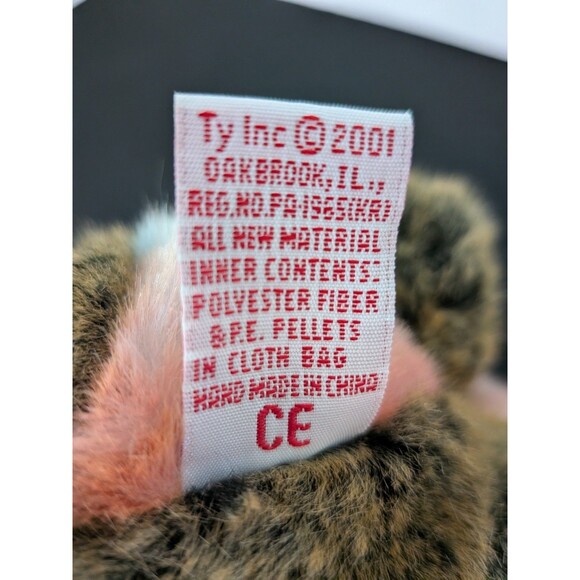 Ty Inc © 2001
OAKBROOK, IL.,
REG.NO.PA-1965(KR)
ALL NEW MATERIAL
INNER CONTENTS:
POLYESTER FIBER
& P.E. PELLETS
IN CLOTH BAG
HAND MADE IN CHINA
CE